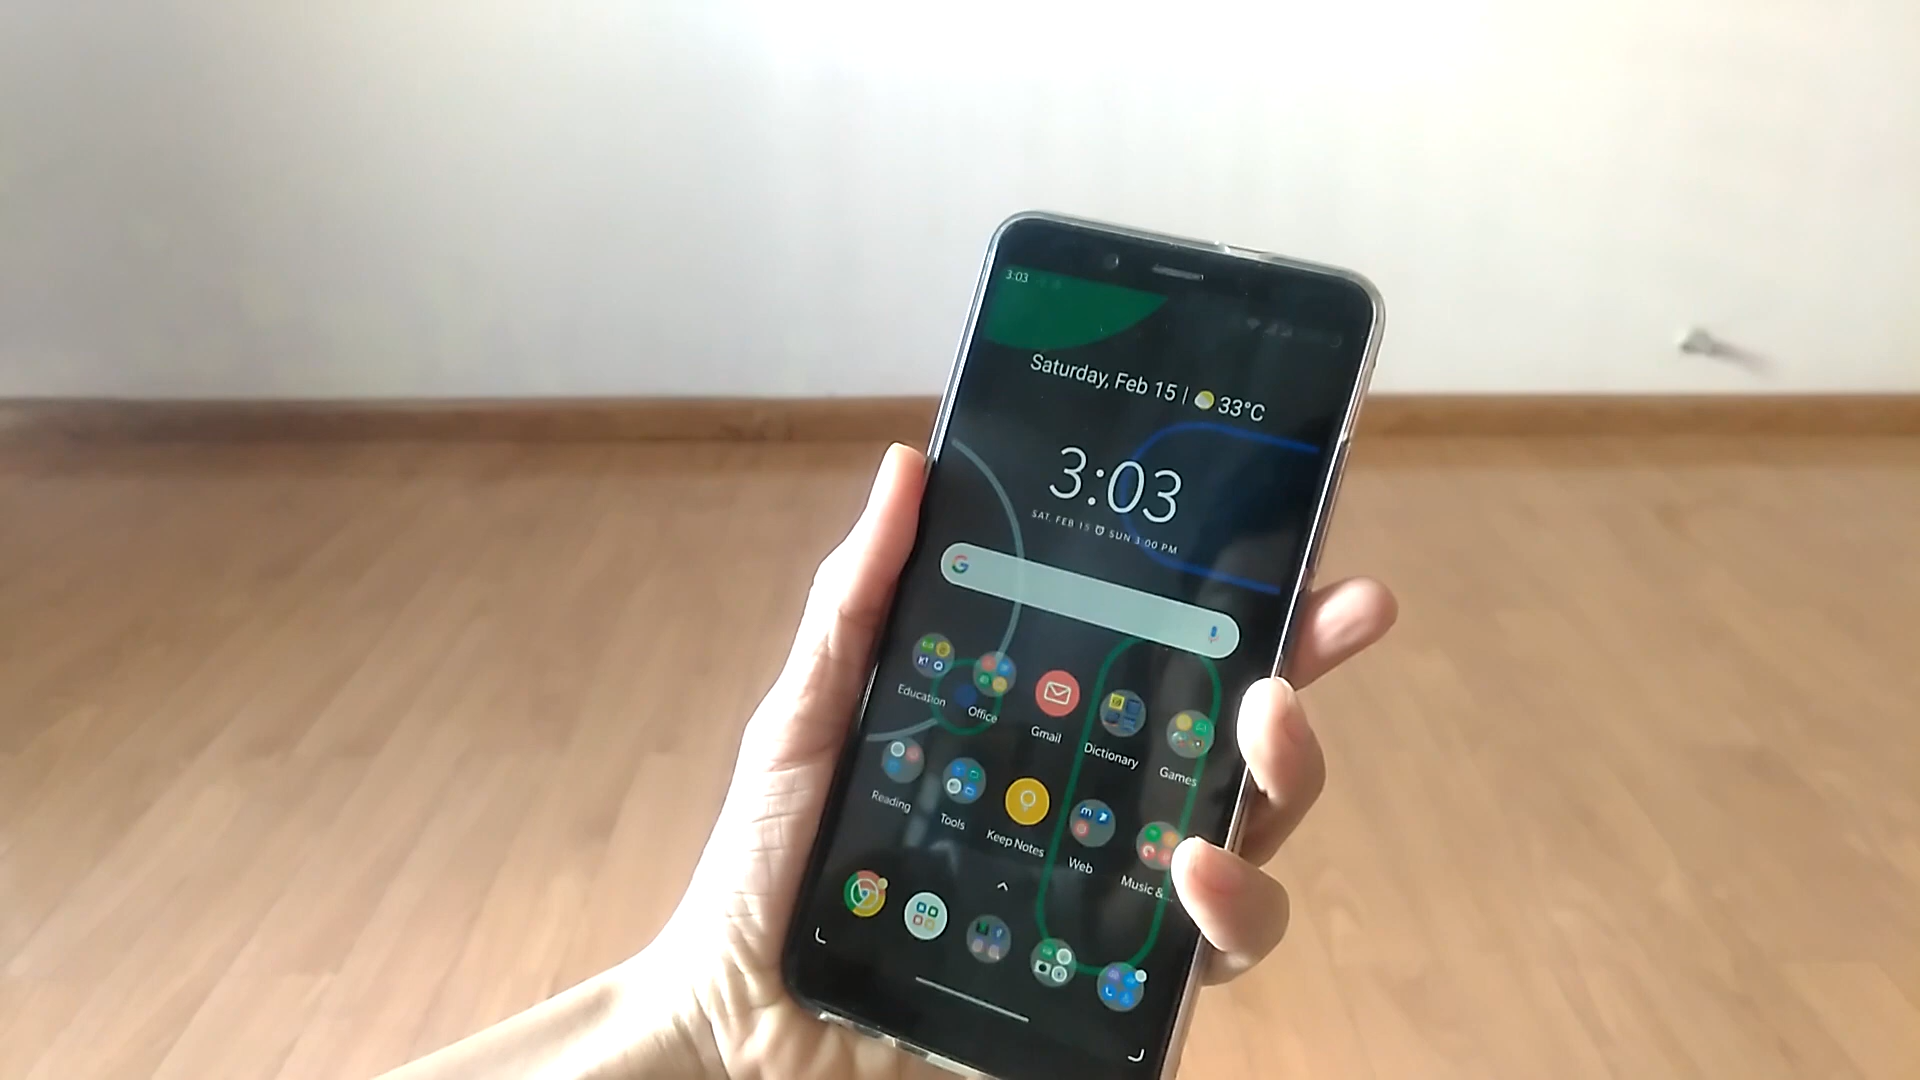 3:03
Saturday, Feb 15 | 33°C
3:03
SAT, FEB 15 SUN 3:00 PM
G
Education Office Gmail Dictionary Games
Reading Tools Keep Notes Web Music &...